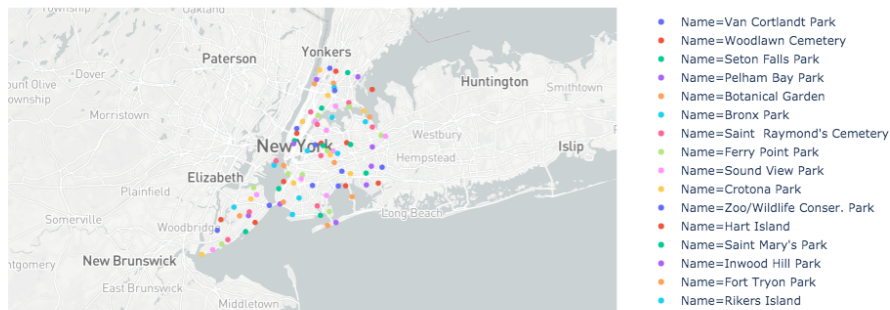 Oakland
Township
Yonkers
Paterson
Dover
ount Olive
ownship
Huntington
Smithtown
Morristown
New York
Westbury
Islip
Hempstead
Elizabeth
Plainfield
Long Beach
Somerville
Woodbridge
ntgomery
New Brunswick
East Brunswick
Middletown
Name=Van Cortlandt Park
Name=Woodlawn Cemetery
Name=Seton Falls Park
Name=Pelham Bay Park
Name=Botanical Garden
Name=Bronx Park
Name=Saint  Raymond's Cemetery
Name=Ferry Point Park
Name=Sound View Park
Name=Crotona Park
Name=Zoo/Wildlife Conser. Park
Name=Hart Island
Name=Saint Mary's Park
Name=Inwood Hill Park
Name=Fort Tryon Park
Name=Rikers Island